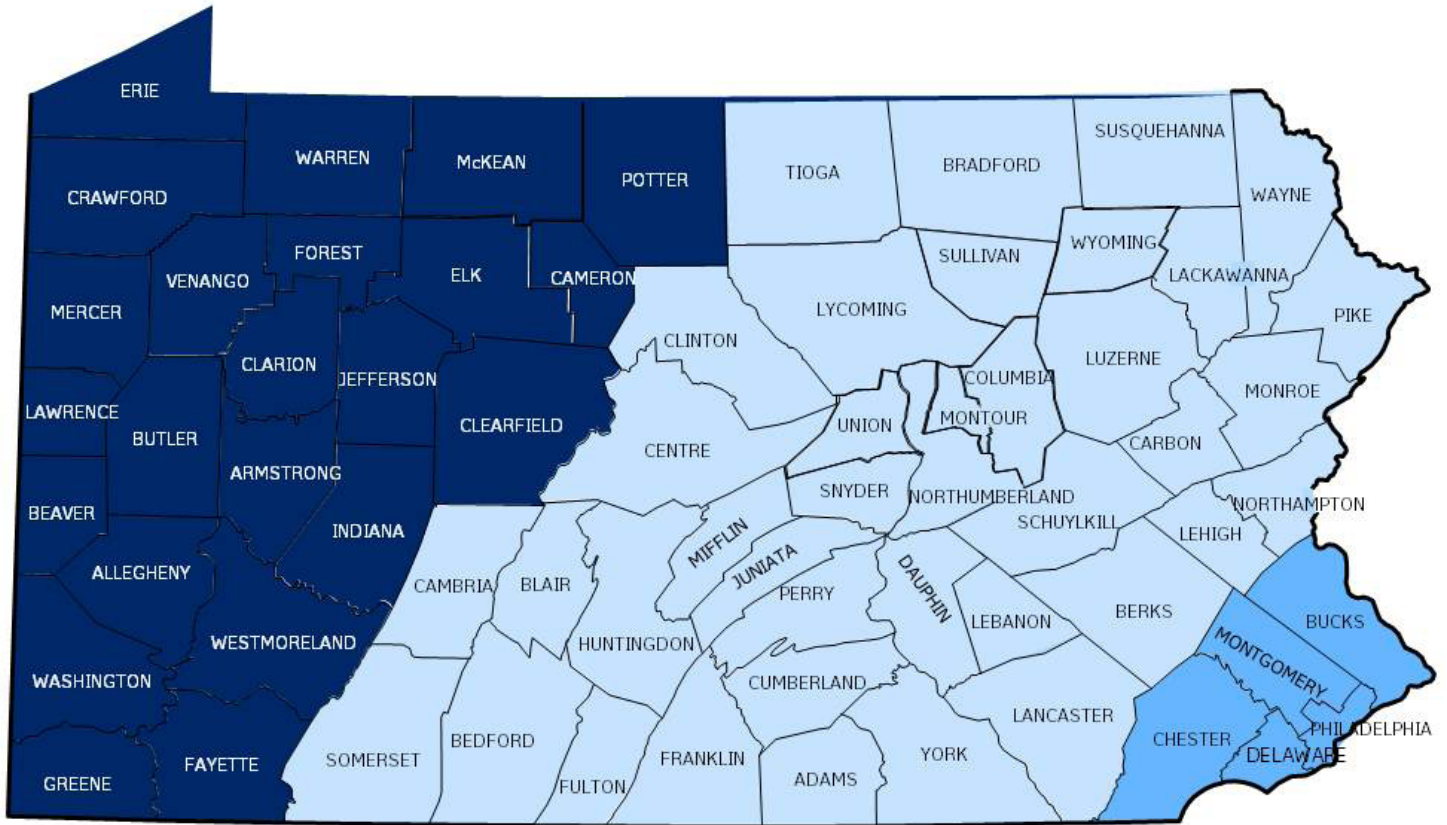 ERIE
WARREN
McKEAN
POTTER
TIOGA
BRADFORD
SUSQUEHANNA
WAYNE
CRAWFORD
FOREST
VENANGO
ELK
CAMERON
SULLIVAN
WYOMING
LACKAWANNA
MERCER
LYCOMING
PIKE
CLINTON
CLARION
JEFFERSON
LUZERNE
COLUMBIA
MONROE
LAWRENCE
BUTLER
CLEARFIELD
UNION
MONTOUR
CENTRE
CARBON
ARMSTRONG
SNYDER
NORTHUMBERLAND
NORTHAMPTON
BEAVER
INDIANA
SCHUYLKILL
LEHIGH
MIFFLIN
ALLEGHENY
JUNIATA
DAUPHIN
CAMBRIA
BLAIR
PERRY
BERKS
LEBANON
BUCKS
WESTMORELAND
HUNTINGDON
MONTGOMERY
WASHINGTON
CUMBERLAND
LANCASTER
PHILADELPHIA
CHESTER
BEDFORD
SOMERSET
FRANKLIN
YORK
DELAWARE
FAYETTE
GREENE
FULTON
ADAMS